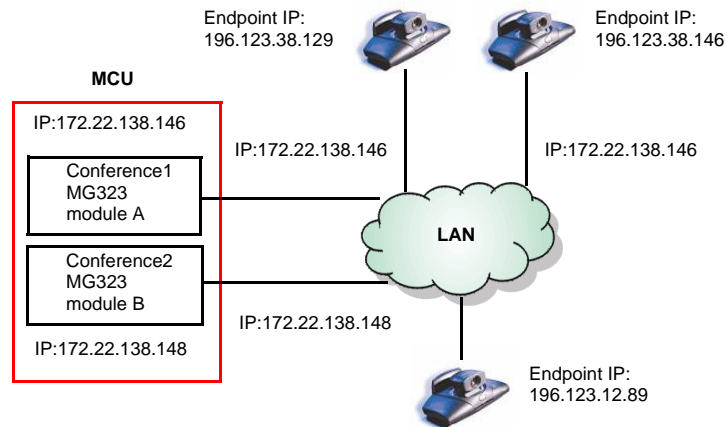 Endpoint IP:
196.123.38.129
Endpoint IP:
196.123.38.146
MCU
IP:172.22.138.146
IP:172.22.138.146
IP:172.22.138.146
Conference1
MG323
module A
LAN
Conference2
MG323
module B
IP:172.22.138.148
IP:172.22.138.148
Endpoint IP:
196.123.12.89